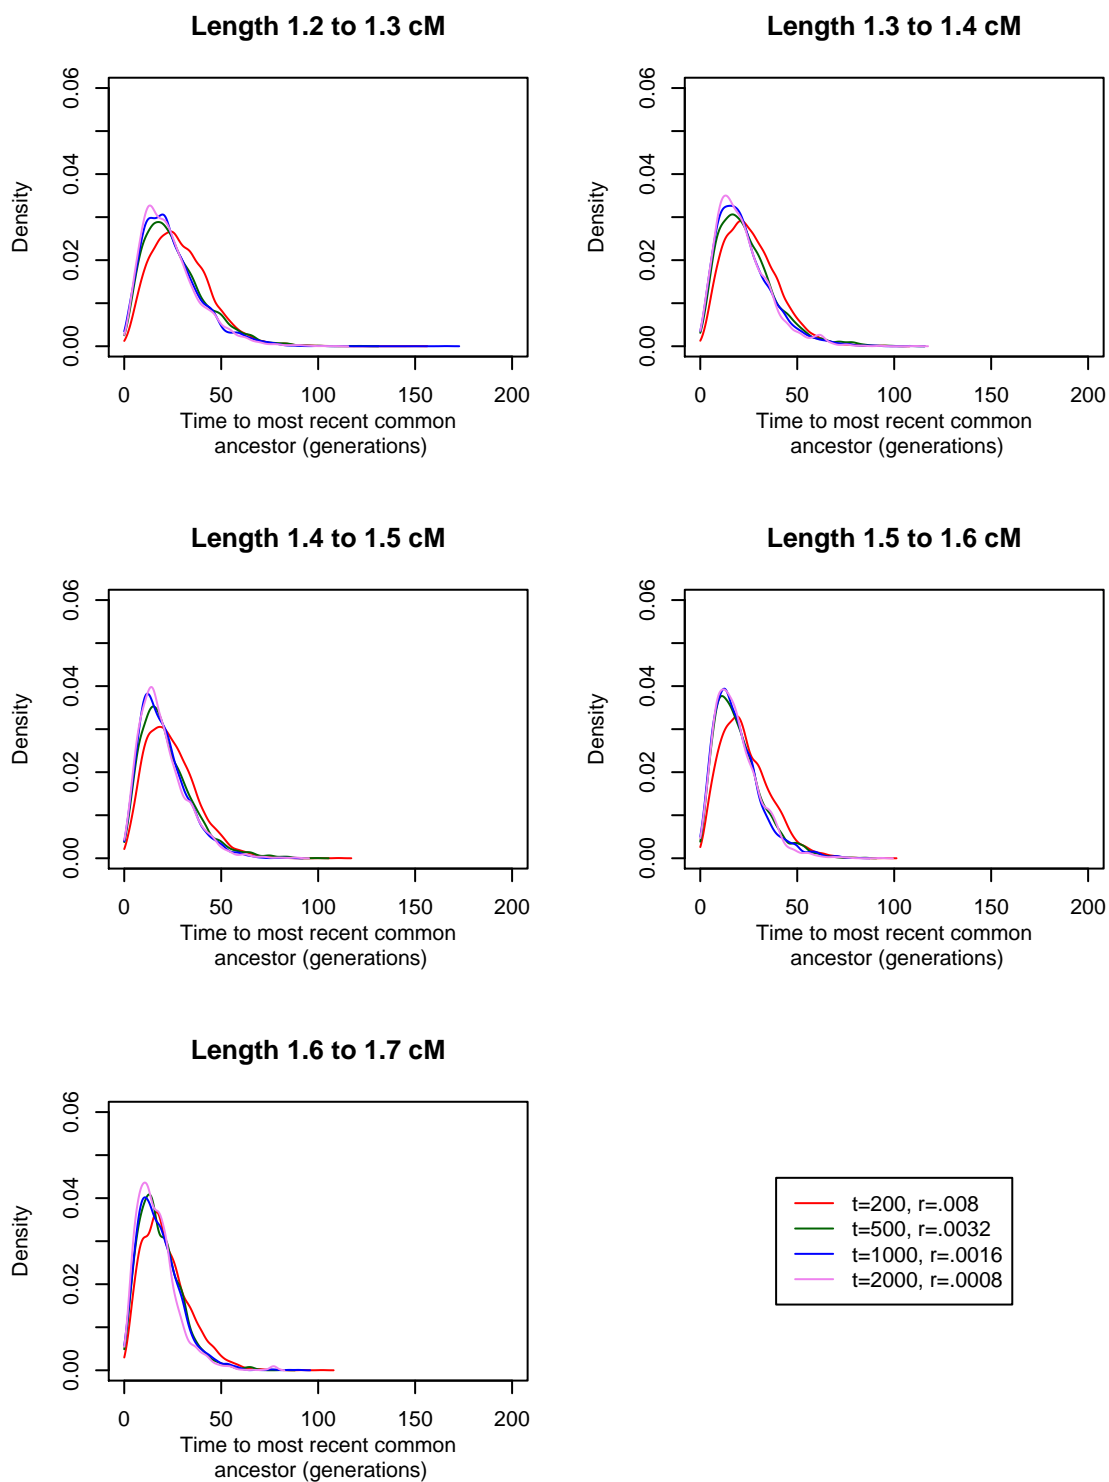 Length 1.2 to 1.3 cM
Density
0.00
0.02
0.04
0.06
0
50
100
150
200
Time to most recent common
ancestor (generations)
Length 1.3 to 1.4 cM
Density
0.00
0.02
0.04
0.06
0
50
100
150
200
Time to most recent common
ancestor (generations)
Length 1.4 to 1.5 cM
Density
0.00
0.02
0.04
0.06
0
50
100
150
200
Time to most recent common
ancestor (generations)
Length 1.5 to 1.6 cM
Density
0.00
0.02
0.04
0.06
0
50
100
150
200
Time to most recent common
ancestor (generations)
Length 1.6 to 1.7 cM
Density
0.00
0.02
0.04
0.06
0
50
100
150
200
Time to most recent common
ancestor (generations)
t=200, r=.008
t=500, r=.0032
t=1000, r=.0016
t=2000, r=.0008